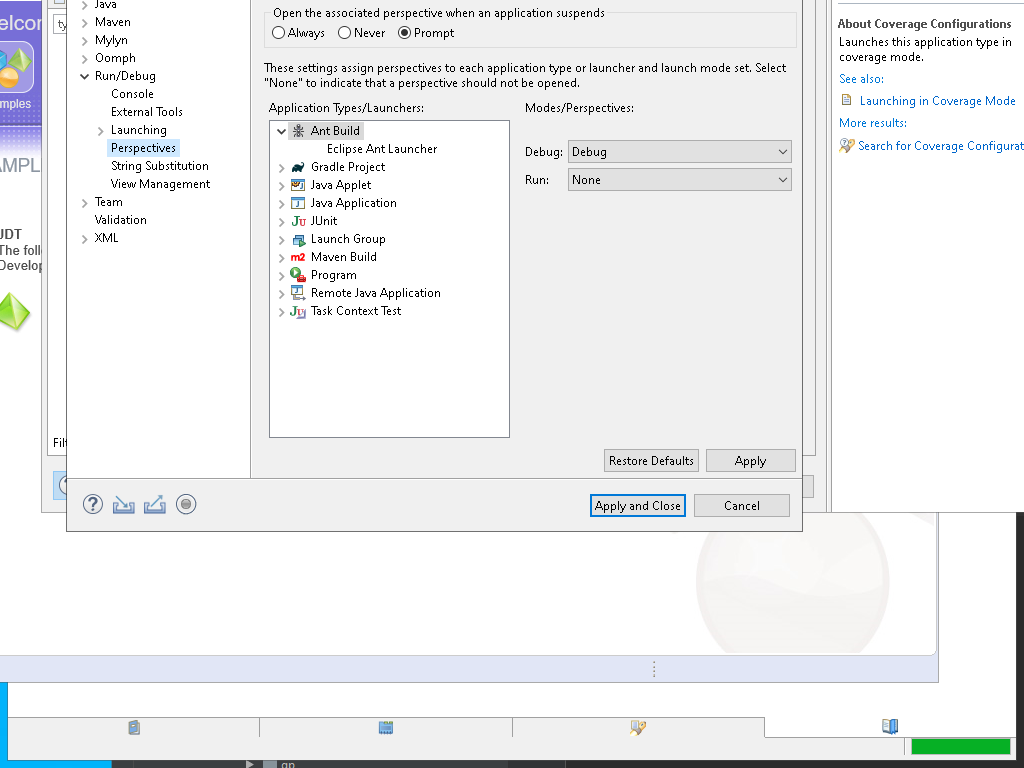 elcor
mples
AMPL
JDT
The foll
Develop
ty
Java
Maven
Mylyn
Oomph
Run/Debug
Console
External Tools
Launching
Perspectives
String Substitution
View Management
Team
Validation
XML
Filt
Open the associated perspective when an application suspends
Always Never Prompt
These settings assign perspectives to each application type or launcher and launch mode set. Select
"None" to indicate that a perspective should not be opened.
Application Types/Launchers:
Ant Build
Eclipse Ant Launcher
Gradle Project
Java Applet
Java Application
JUnit
Launch Group
m2 Maven Build
Program
Remote Java Application
Task Context Test
Modes/Perspectives:
Debug: Debug
Run: None
Restore Defaults Apply
Apply and Close Cancel
About Coverage Configurations
Launches this application type in
coverage mode.
See also:
Launching in Coverage Mode
More results:
Search for Coverage Configurat